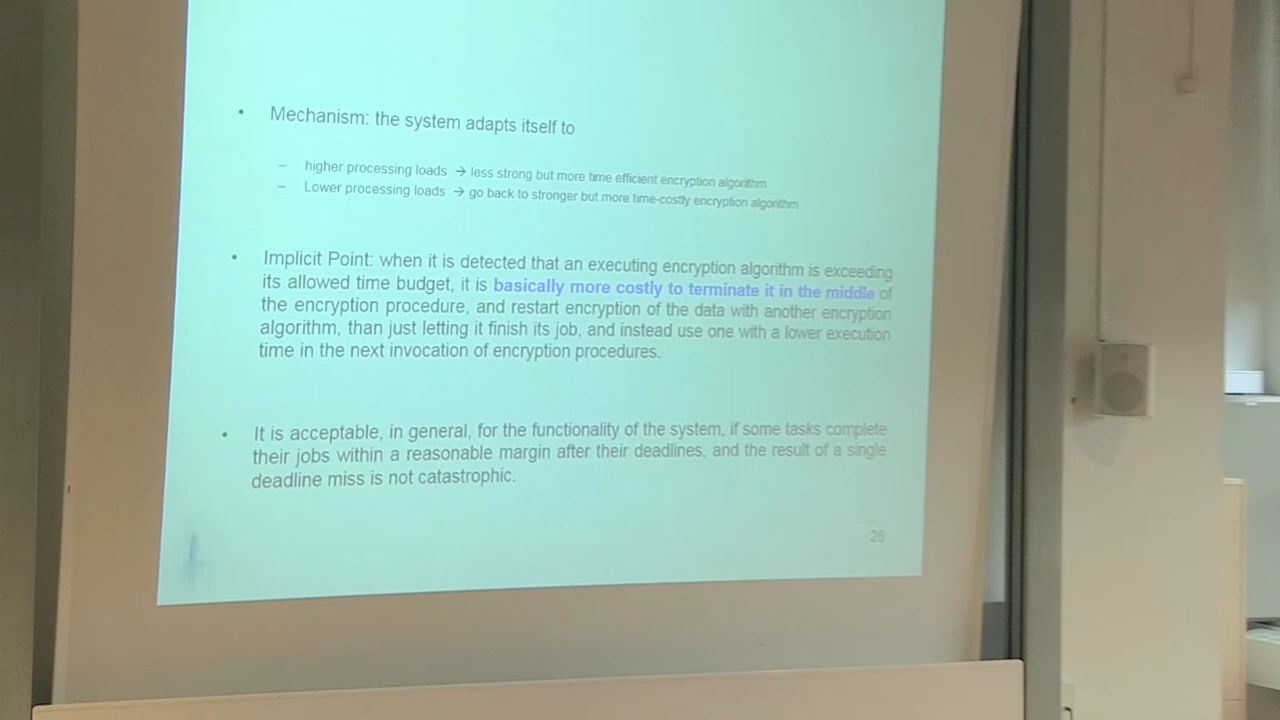 • Mechanism: the system adapts itself to
– higher processing loads → less strong but more time efficient encryption algorithm
– Lower processing loads → go back to stronger but more time-costly encryption algorithm
• Implicit Point: when it is detected that an executing encryption algorithm is exceeding
its allowed time budget, it is basically more costly to terminate it in the middle of
the encryption procedure, and restart encryption of the data with another encryption
algorithm, than just letting it finish its job, and instead use one with a lower execution
time in the next invocation of encryption procedures.
• It is acceptable, in general, for the functionality of the system, if some tasks complete
their jobs within a reasonable margin after their deadlines, and the result of a single
deadline miss is not catastrophic.